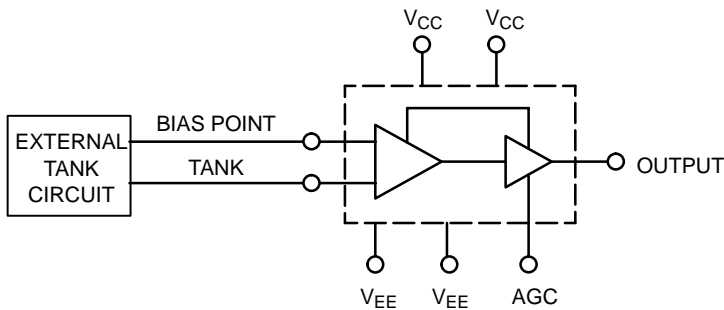 VCC
VCC
BIAS POINT
EXTERNAL
TANK
CIRCUIT
TANK
OUTPUT
VEE
VEE
AGC